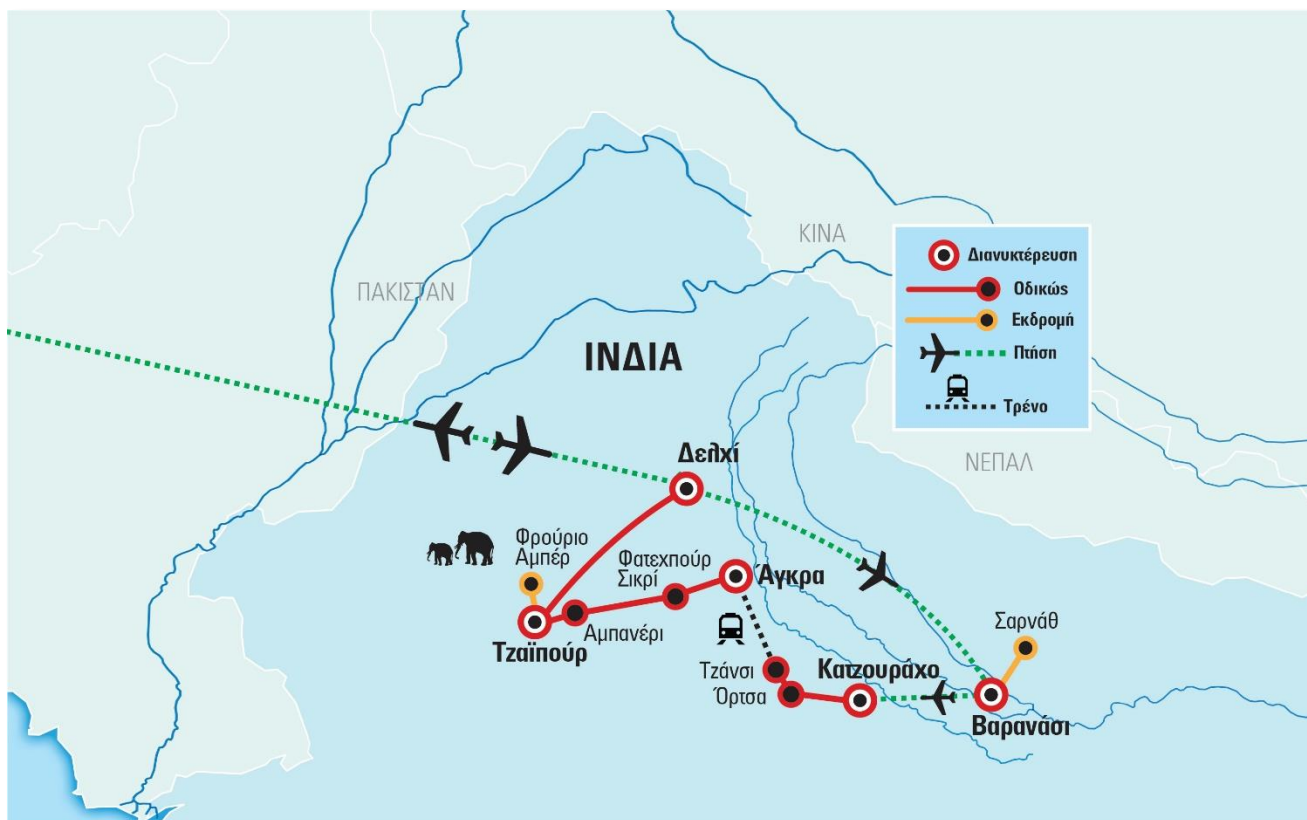 ΚΙΝΑ
ΠΑΚΙΣΤΑΝ
ΙΝΔΙΑ
ΝΕΠΑΛ
Διανυκτέρευση
Οδικώς
Εκδρομή
Πτήση
Τρένο
Δελχί
Φρούριο
Αμπέρ
Φατεχπούρ
Σικρί
Άγκρα
Αμπανέρι
Τζαϊπούρ
Τζάνσι
Όρτσα
Κατζουράχο
Σαρνάθ
Βαρανάσι